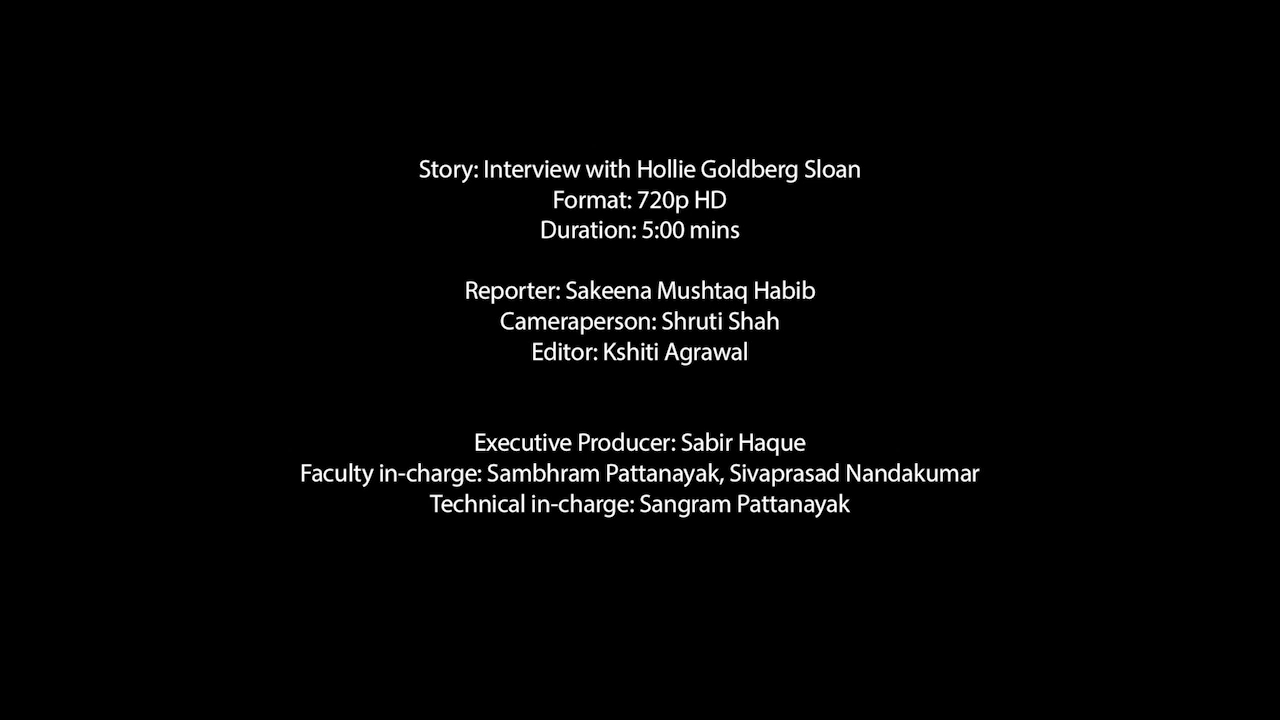 Story: Interview with Hollie Goldberg Sloan
Format: 720p HD
Duration: 5:00 mins
Reporter: Sakeena Mushtaq Habib
Cameraperson: Shruti Shah
Editor: Kshiti Agrawal
Executive Producer: Sabir Haque
Faculty in-charge: Sambhram Pattanayak, Sivaprasad Nandakumar
Technical in-charge: Sangram Pattanayak